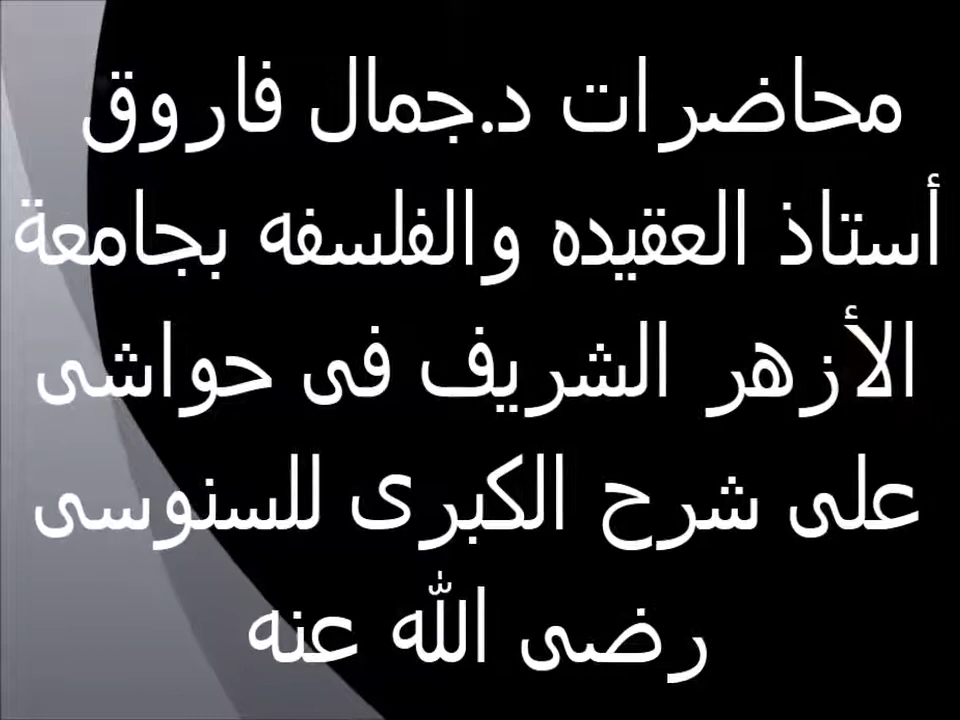 محاضرات د.جمال فاروق
أستاذ العقيده والفلسفه بجامعة
الأزهر الشريف فى حواشى
على شرح الكبرى للسنوسى
رضى الله عنه